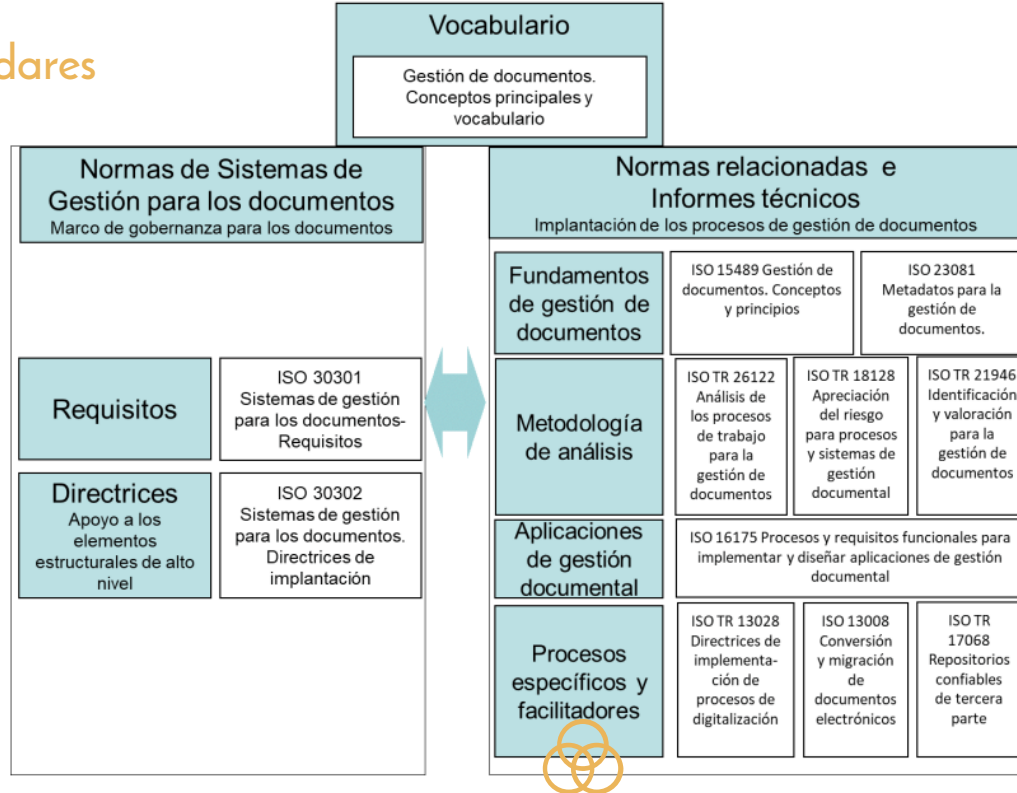 dares
Vocabulario
Gestión de documentos.
Conceptos principales y
vocabulario
Normas de Sistemas de
Gestión para los documentos
Marco de gobernanza para los documentos
Requisitos
ISO 30301
Sistemas de gestión
para los documentos-
Requisitos
Directrices
Apoyo a los
elementos
estructurales de alto
nivel
ISO 30302
Sistemas de gestión
para los documentos.
Directrices de
implantación
Normas relacionadas e
Informes técnicos
Implantación de los procesos de gestión de documentos
Fundamentos
de gestión de
documentos
ISO 15489 Gestión de
documentos. Conceptos
y principios
ISO 23081
Metadatos para la
gestión de
documentos.
Metodología
de análisis
ISO TR 26122
Análisis de
los procesos
de trabajo
para la
gestión de
documentos
ISO TR 18128
Apreciación
del riesgo
para procesos
y sistemas de
gestión
documental
ISO TR 21946
Identificación
y valoración
para la
gestión de
documentos
Aplicaciones
de gestión
documental
ISO 16175 Procesos y requisitos funcionales para
implementar y diseñar aplicaciones de gestión
documental
Procesos
específicos y
facilitadores
ISO TR 13028
Directrices de
implementa-
ción de
procesos de
digitalización
ISO 13008
Conversión
y migración
de
documentos
electrónicos
ISO TR
17068
Repositorios
confiables
de tercera
parte